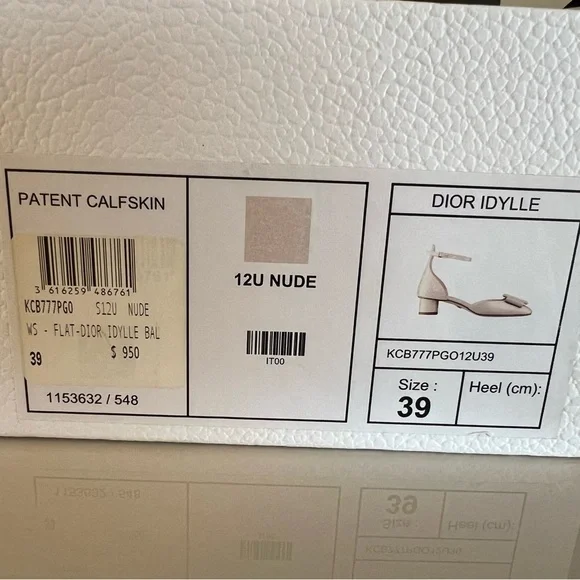 PATENT CALFSKIN
3 616259 486761
KCB777PGO S12U NUDE
WS - FLAT-DIOR IDYLLE BAL
39 $ 950
1153632 / 548
12U NUDE
IT00
DIOR IDYLLE
KCB777PGO12U39
Size :
39
Heel (cm):